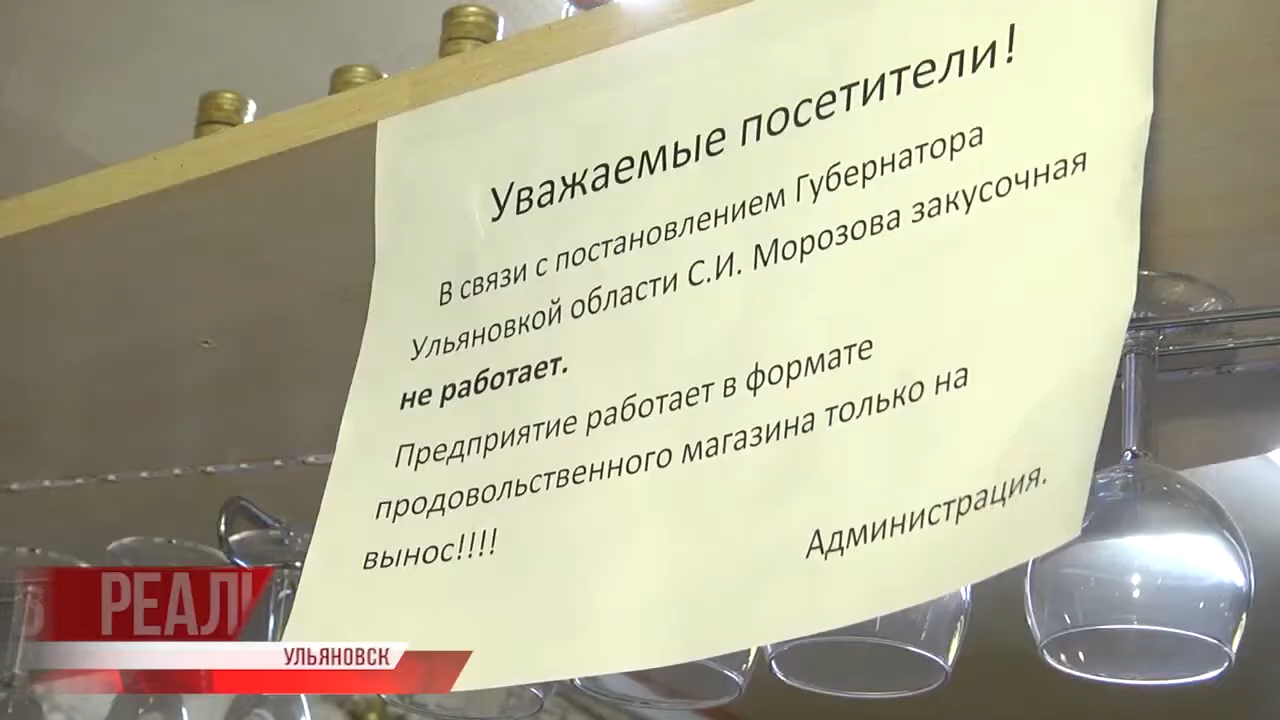 Уважаемые посетители!
В связи с постановлением Губернатора
Ульяновкой области С.И. Морозова закусочная
не работает.
Предприятие работает в формате
продовольственного магазина только на
вынос!!!!
Администрация.
РЕАЛ
УЛЬЯНОВСК